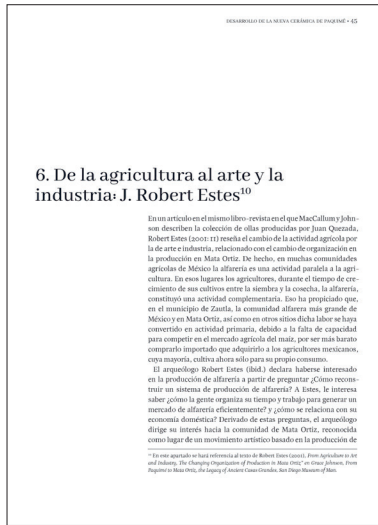 DESARROLLO DE LA NUEVA CERÁMICA DE PAQUIMÉ • 45
6. De la agricultura al arte y la
industria: J. Robert Estes¹⁰
En un artículo en el mismo libro-revista en el que MacCallum y John-
son describen la colección de ollas producidas por Juan Quezada,
Robert Estes (2001: 11) reseña el cambio de la actividad agrícola por
la de arte e industria, relacionado con el cambio de organización en
la producción en Mata Ortiz. De hecho, en muchas comunidades
agrícolas de México la alfarería es una actividad paralela a la agri-
cultura. En esos lugares los agricultores, durante el tiempo de cre-
cimiento de sus cultivos entre la siembra y la cosecha, la alfarería,
constituyó una actividad complementaria. Eso ha propiciado que,
en el municipio de Zautla, la comunidad alfarera más grande de
México y en Mata Ortiz, así como en otros sitios dicha labor se haya
convertido en actividad primaria, debido a la falta de capacidad
para competir en el mercado agrícola del maíz, por ser más barato
comprarlo importado que adquirirlo a los agricultores mexicanos,
cuya mayoría, cultiva ahora sólo para su propio consumo.
El arqueólogo Robert Estes (ibid.) declara haberse interesado
en la producción de alfarería a partir de preguntar ¿Cómo recons-
truir un sistema de producción de alfarería? A Estes, le interesa
saber ¿cómo la gente organiza su tiempo y trabajo para generar un
mercado de alfarería eficientemente? y ¿cómo se relaciona con su
economía doméstica? Derivado de estas preguntas, el arqueólogo
dirige su interés hacia la comunidad de Mata Ortiz, reconocida
como lugar de un movimiento artístico basado en la producción de
¹⁰ En este apartado se hará referencia al texto de Robert Estes (2001), From Agriculture to Art
and Industry, The Changing Organization of Production in Mata Ortiz" en Grace Johnson, From
Paquimé to Mata Ortiz, the Legacy of Ancient Casas Grandes, San Diego Museum of Man.